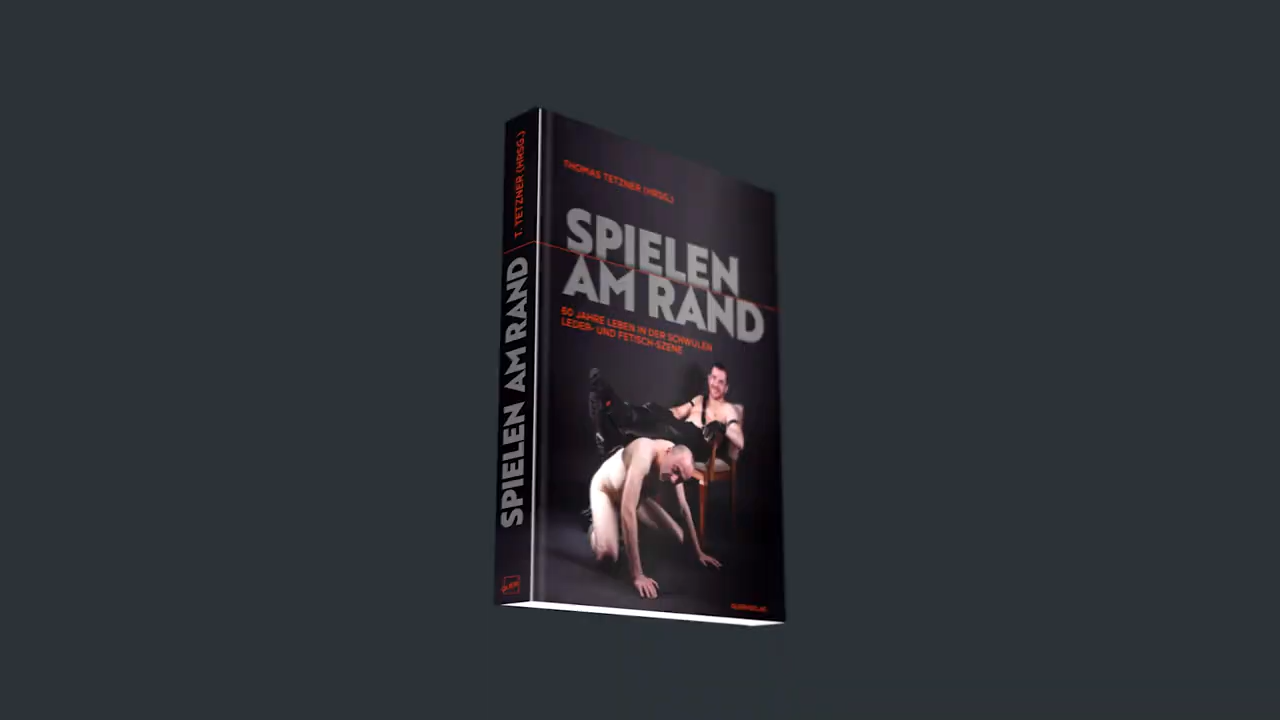 T. TETZNER (HRSG.)
SPIELEN AM RAND
THOMAS TETZNER (HRSG.)
SPIELEN
AM RAND
50 JAHRE LEBEN IN DER SCHWULEN
LEDER- UND FETISCH-SZENE